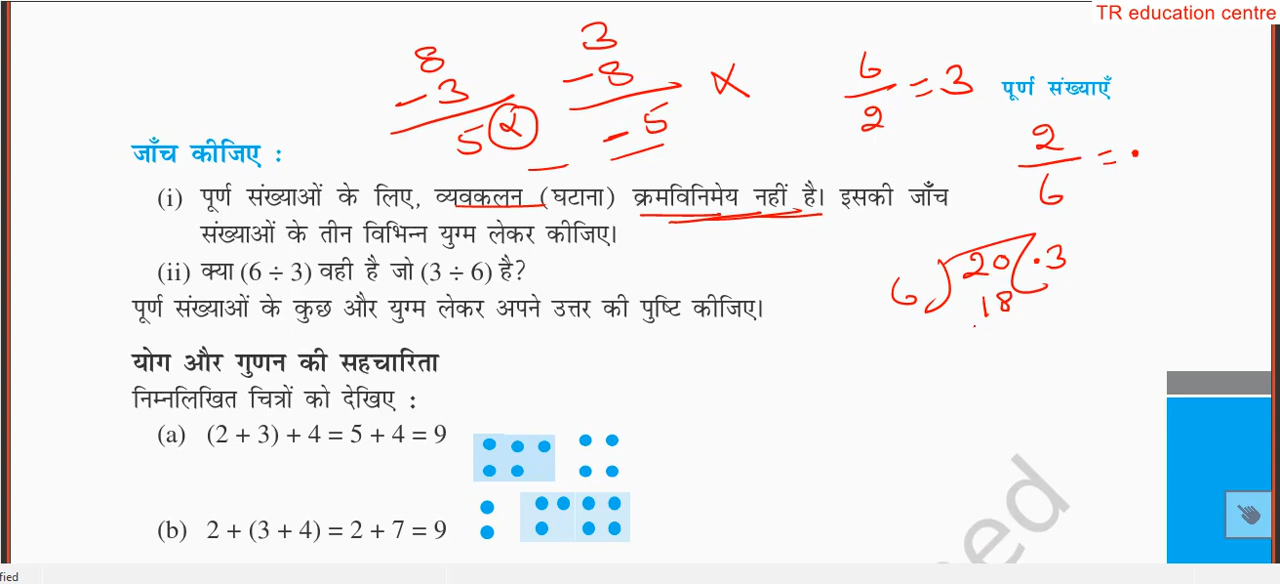 TR education centre
8
- 3
5
3
- 8
- 5
6/2 = 3
पूर्ण संख्याएँ
2/6 = .
जाँच कीजिए :
(i) पूर्ण संख्याओं के लिए, व्यवकलन (घटाना) क्रमविनिमेय नहीं है। इसकी जाँच
संख्याओं के तीन विभिन्न युग्म लेकर कीजिए।
(ii) क्या (6 ÷ 3) वही है जो (3 ÷ 6) है?
6 ) 20 ( .3
18
पूर्ण संख्याओं के कुछ और युग्म लेकर अपने उत्तर की पुष्टि कीजिए।
योग और गुणन की सहचारिता
निम्नलिखित चित्रों को देखिए :
(a) (2 + 3) + 4 = 5 + 4 = 9
(b) 2 + (3 + 4) = 2 + 7 = 9
ed
fied